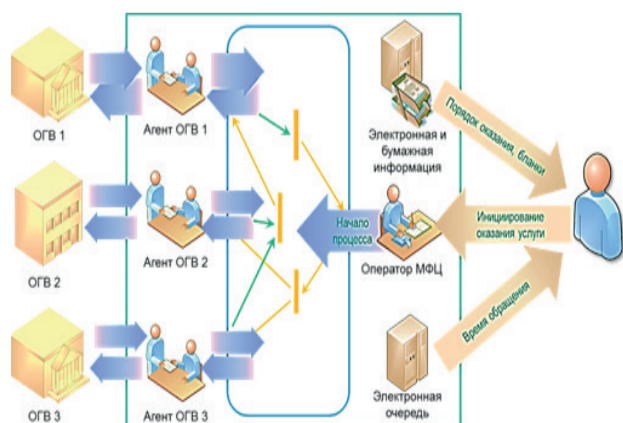 ОГВ 1
Агент ОГВ 1
Электронная и
бумажная
информация
Порядок оказания, бланки
ОГВ 2
Агент ОГВ 2
Начало
процесса
Оператор МФЦ
Инициирование
оказания услуги
Время обращения
ОГВ 3
Агент ОГВ 3
Электронная
очередь